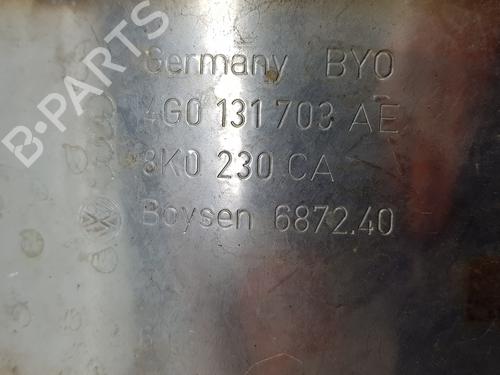 B-PARTS
Germany BYO
4G0 131 703 AE
8K0 230 CA
Boysen 6872.40